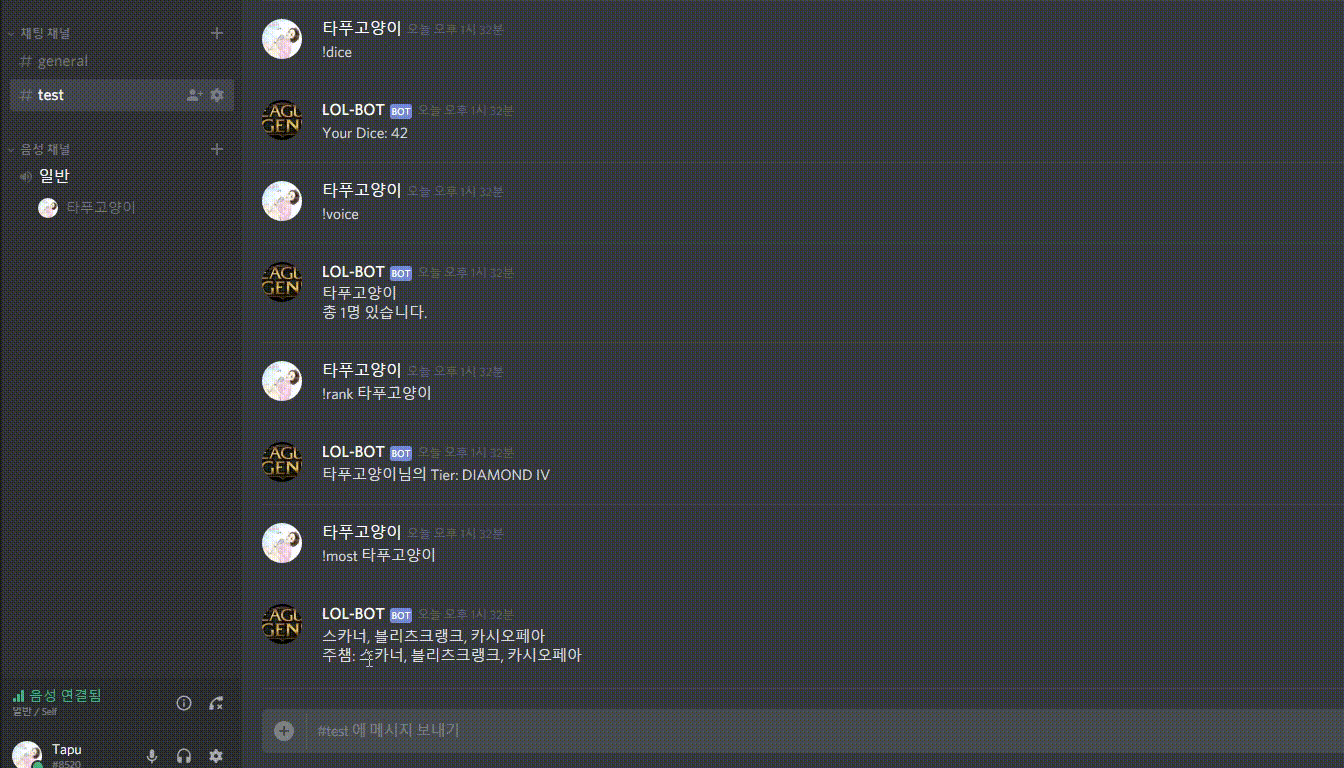 채팅 채널
# general
# test
음성 채널
일반
타푸고양이
음성 연결됨
일반 / Self
Tapu
#8520
타푸고양이 오늘 오후 1시 32분
!dice
LOL-BOT BOT 오늘 오후 1시 32분
Your Dice: 42
타푸고양이 오늘 오후 1시 32분
!voice
LOL-BOT BOT 오늘 오후 1시 32분
타푸고양이
총 1명 있습니다.
타푸고양이 오늘 오후 1시 32분
!rank 타푸고양이
LOL-BOT BOT 오늘 오후 1시 32분
타푸고양이님의 Tier: DIAMOND IV
타푸고양이 오늘 오후 1시 32분
!most 타푸고양이
LOL-BOT BOT 오늘 오후 1시 32분
스카너, 블리츠크랭크, 카시오페아
주챔: 스카너, 블리츠크랭크, 카시오페아
#test 에 메시지 보내기